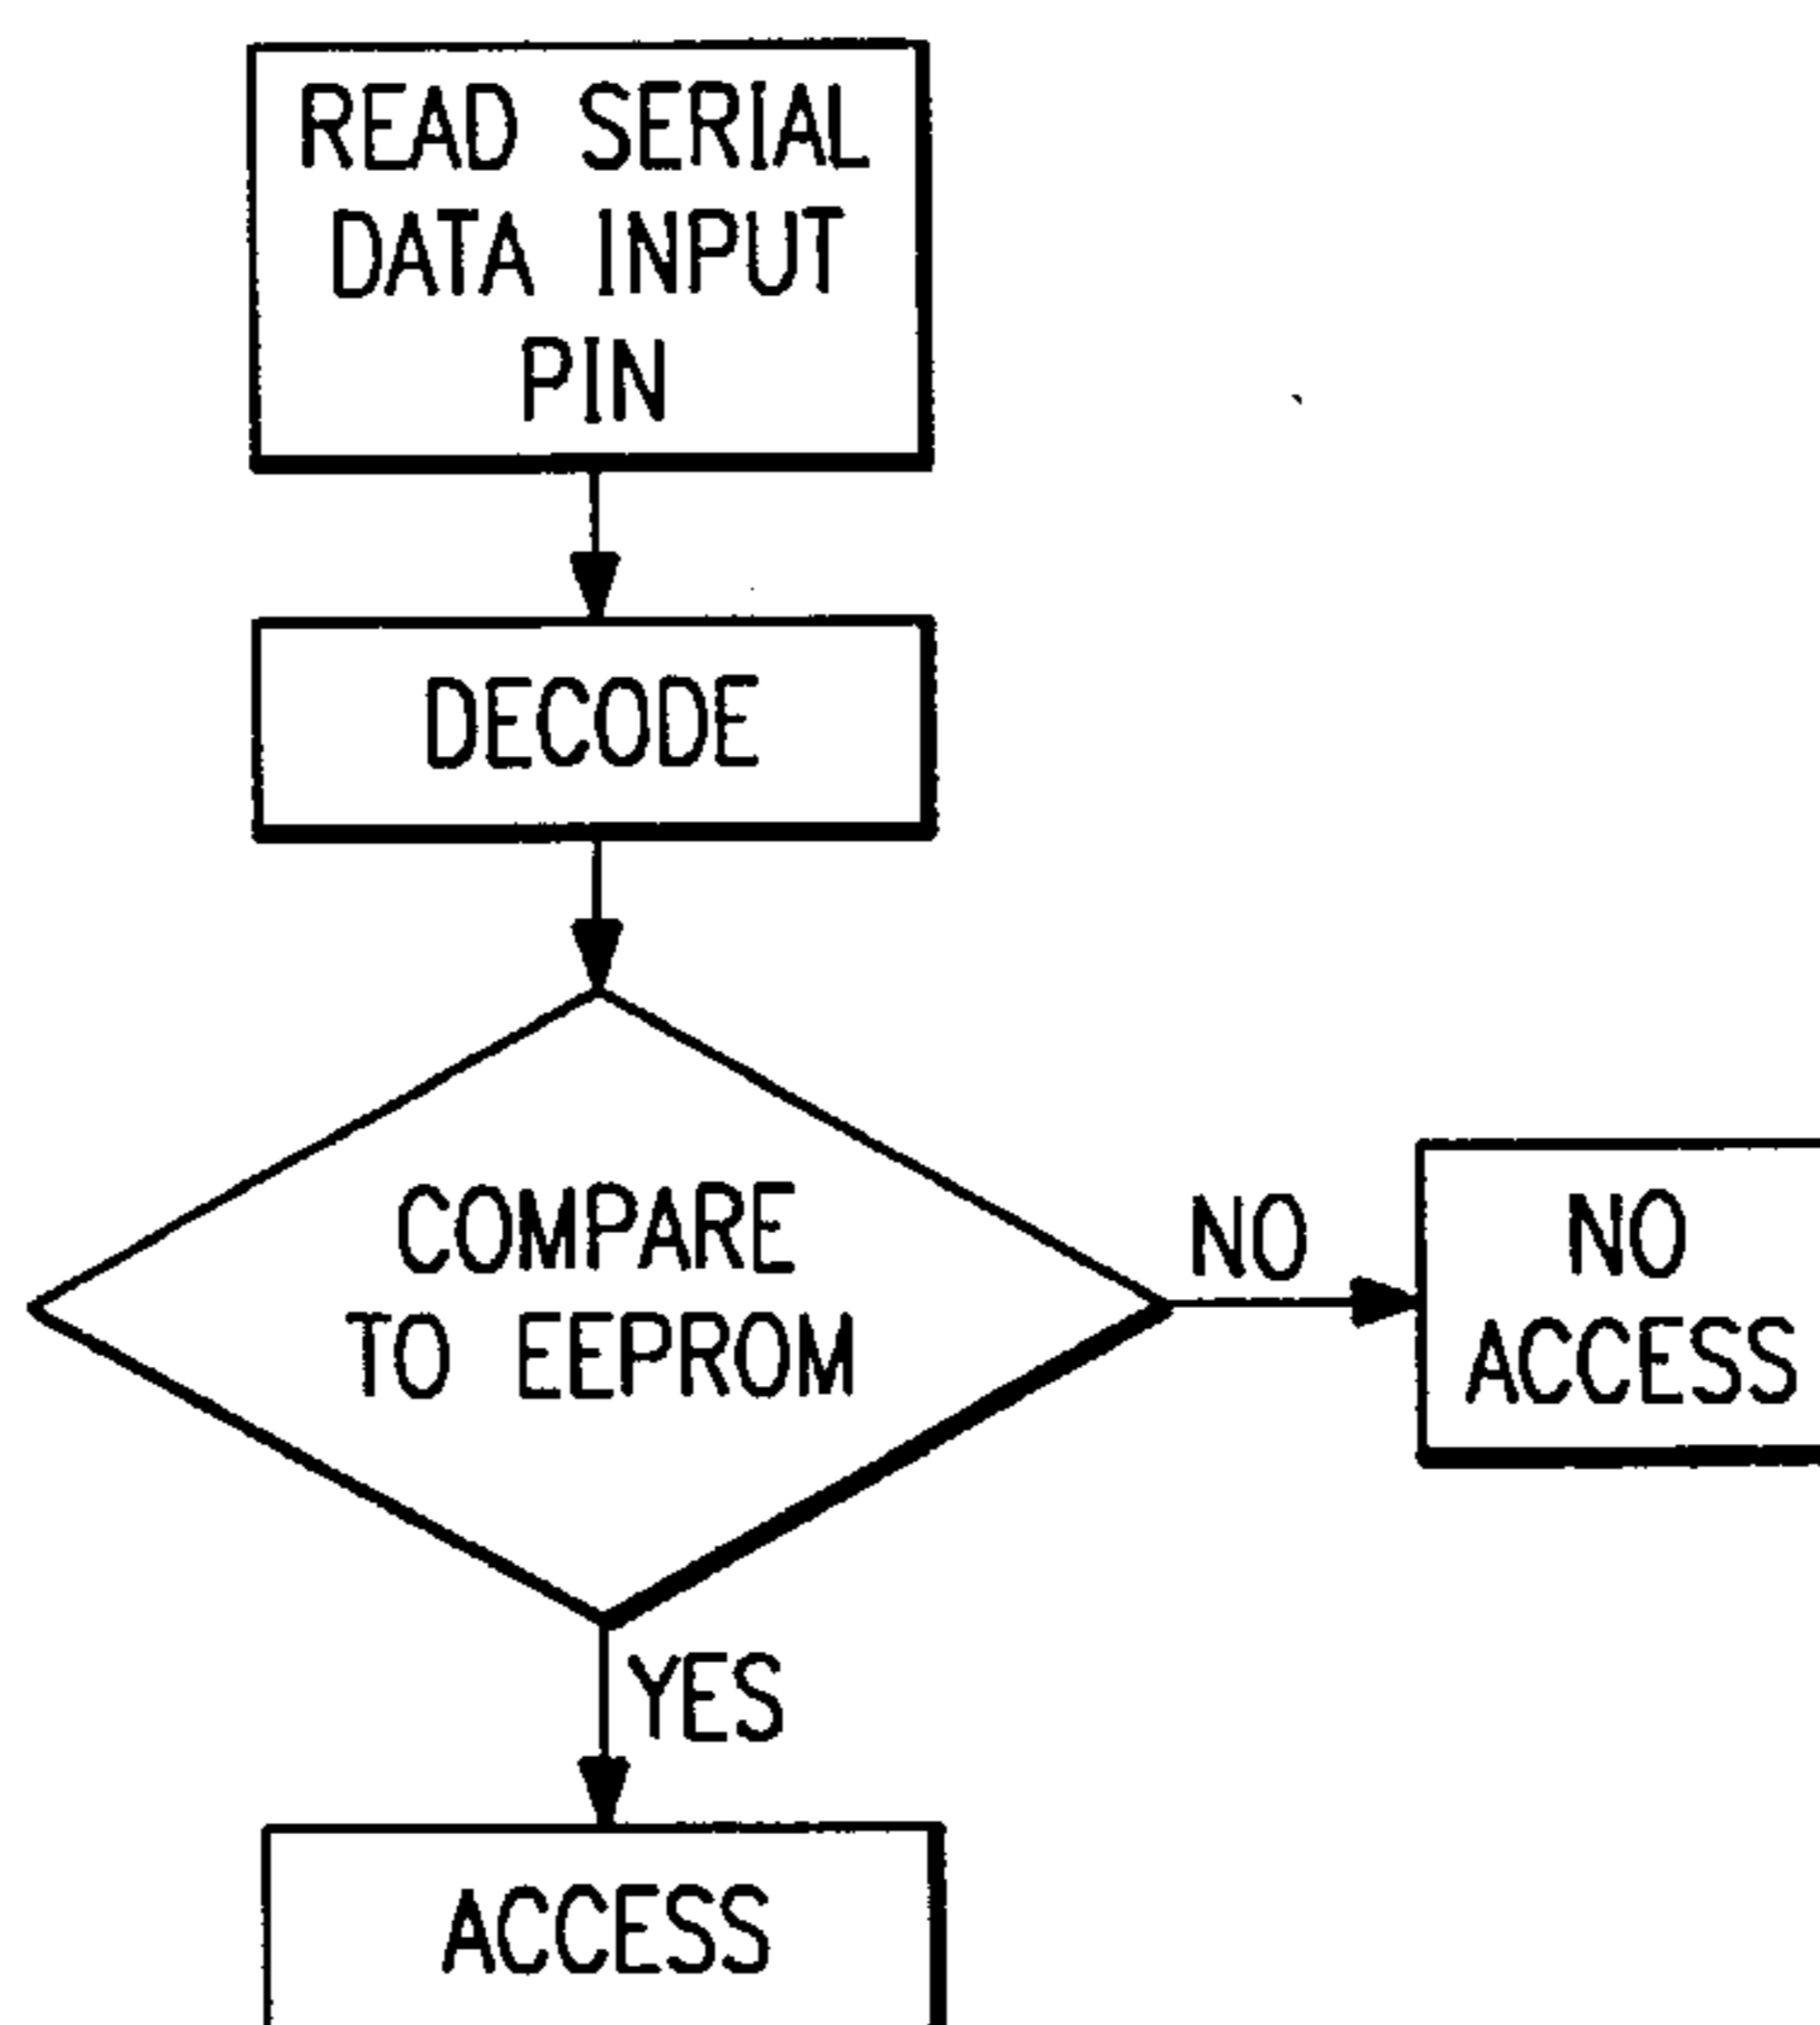 READ SERIAL
DATA INPUT
PIN
DECODE
COMPARE
TO EEPROM
NO
NO
ACCESS
YES
ACCESS